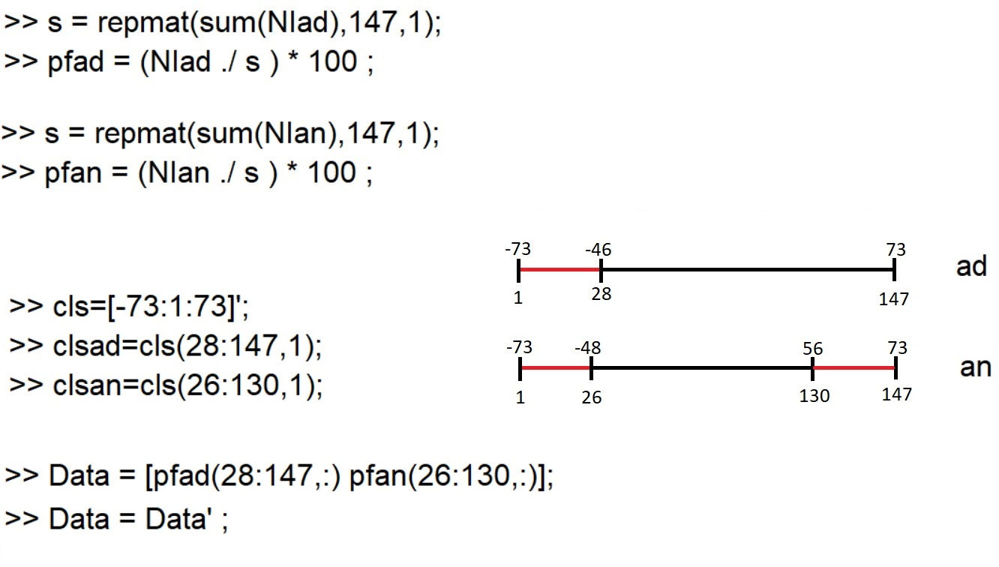 >> s = repmat(sum(Nlad),147,1);
>> pfad = (Nlad ./ s ) * 100 ;
>> s = repmat(sum(Nlan),147,1);
>> pfan = (Nlan ./ s ) * 100 ;
-73 -46 73
ad
1 28 147
>> cls=[-73:1:73]';
>> clsad=cls(28:147,1);
>> clsan=cls(26:130,1);
-73 -48 56 73
an
1 26 130 147
>> Data = [pfad(28:147,:) pfan(26:130,:)];
>> Data = Data' ;